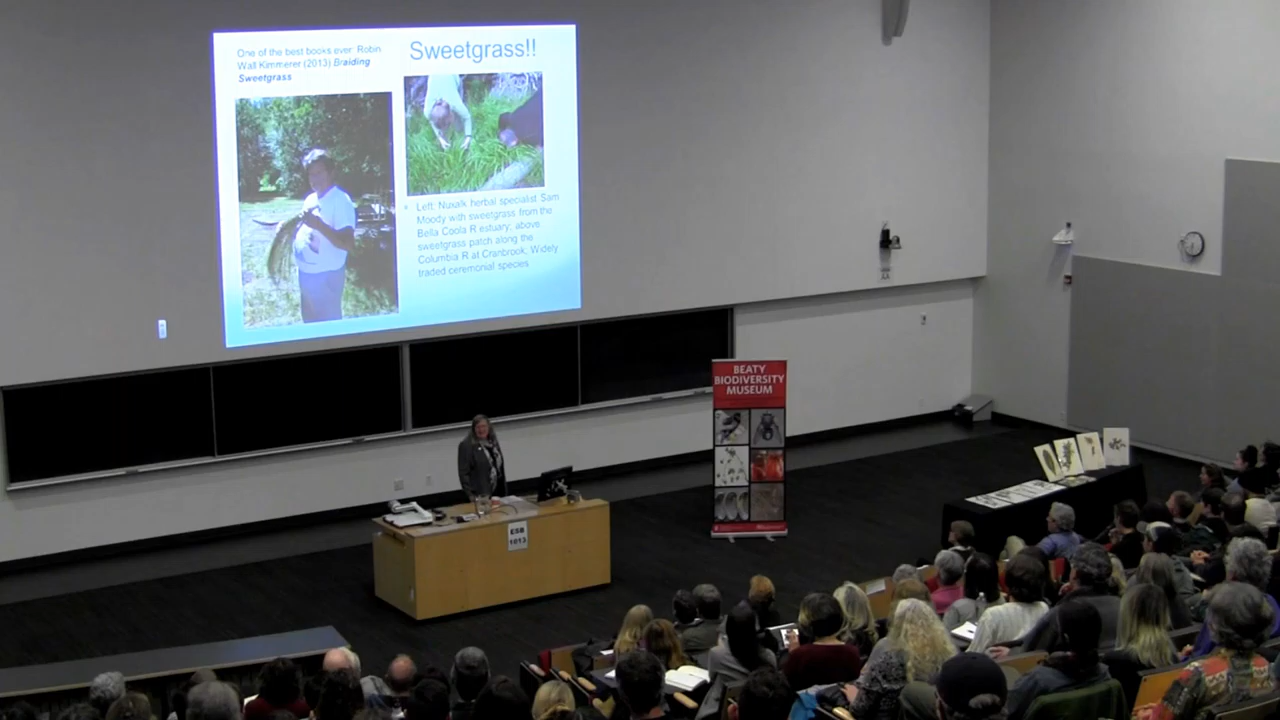 One of the best books ever: Robin
Wall Kimmerer (2013) Braiding
Sweetgrass
Sweetgrass!!
• Left: Nuxalk herbal specialist Sam
Moody with sweetgrass from the
Bella Coola R estuary; above
sweetgrass patch along the
Columbia R at Cranbrook; Widely
traded ceremonial species
BEATY
BIODIVERSITY
MUSEUM
ESB
1013